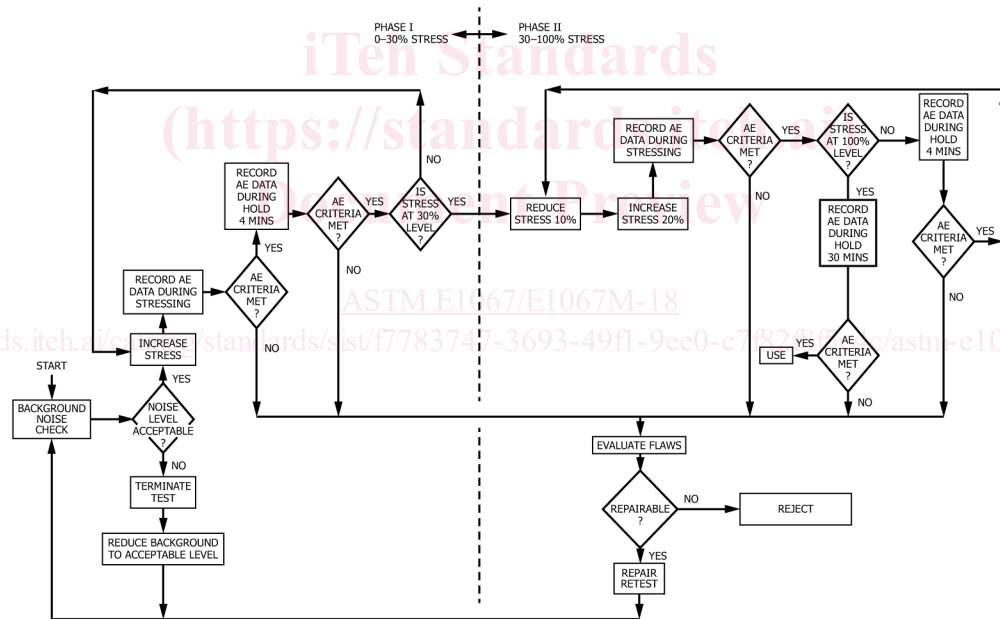 PHASE I
0–30% STRESS
PHASE II
30–100% STRESS
iTeh Standards
(https://standards.iteh.ai)
Document Preview
ASTM E1067/E1067M-18
START
BACKGROUND
NOISE
CHECK
NOISE
LEVEL
ACCEPTABLE
?
YES
NO
TERMINATE
TEST
REDUCE BACKGROUND
TO ACCEPTABLE LEVEL
INCREASE
STRESS
RECORD AE
DATA DURING
STRESSING
AE
CRITERIA
MET
?
YES
NO
RECORD
AE DATA
DURING
HOLD
4 MINS
AE
CRITERIA
MET
?
YES
NO
IS
STRESS
AT 30%
LEVEL
?
NO
YES
REDUCE
STRESS 10%
INCREASE
STRESS 20%
RECORD AE
DATA DURING
STRESSING
AE
CRITERIA
MET
?
YES
NO
IS
STRESS
AT 100%
LEVEL
?
NO
YES
RECORD
AE DATA
DURING
HOLD
4 MINS
AE
CRITERIA
MET
?
YES
NO
RECORD
AE DATA
DURING
HOLD
30 MINS
AE
CRITERIA
MET
?
YES
USE
NO
EVALUATE FLAWS
REPAIRABLE
?
NO
REJECT
YES
REPAIR
RETEST